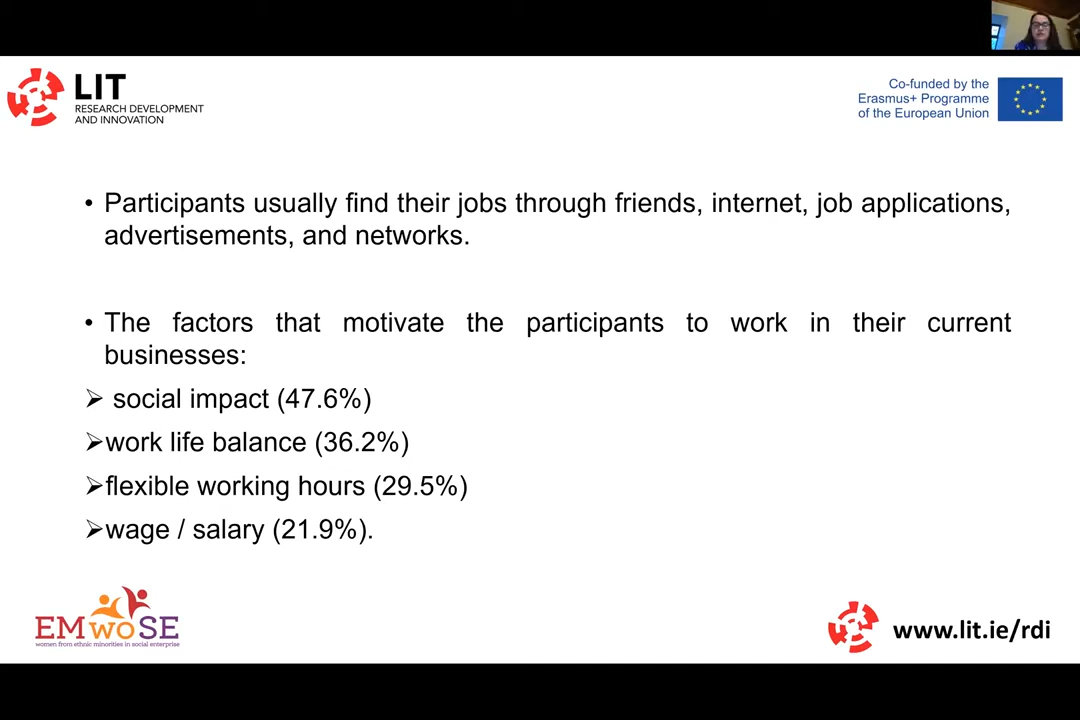 LIT
RESEARCH DEVELOPMENT
AND INNOVATION
Co-funded by the
Erasmus+ Programme
of the European Union
• Participants usually find their jobs through friends, internet, job applications,
advertisements, and networks.
• The factors that motivate the participants to work in their current
businesses:
➢ social impact (47.6%)
➢work life balance (36.2%)
➢flexible working hours (29.5%)
➢wage / salary (21.9%).
EMwoSE
women from ethnic minorities in social enterprise
www.lit.ie/rdi